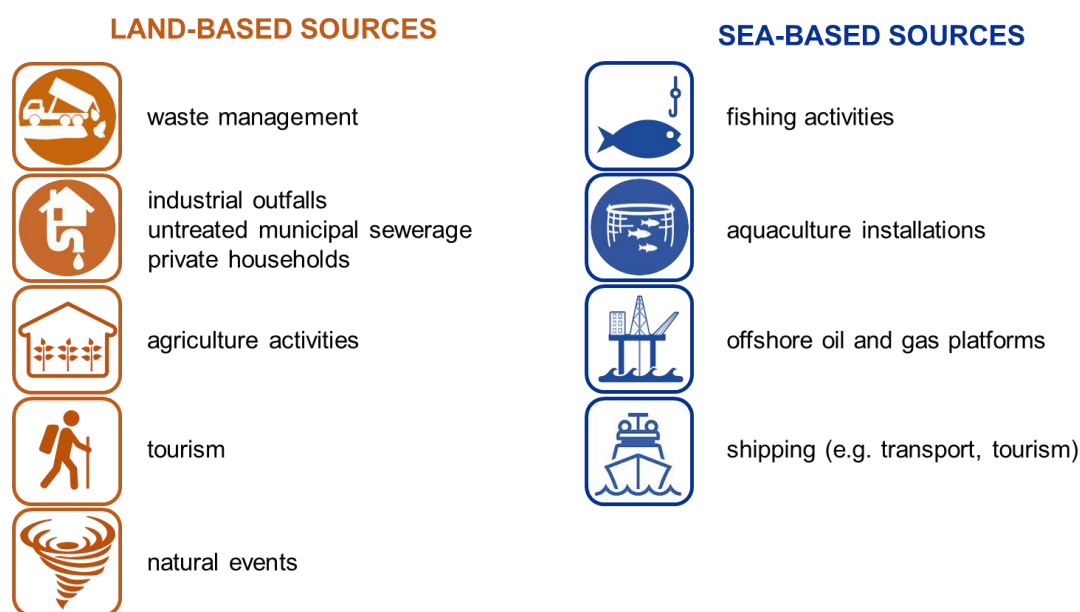 LAND-BASED SOURCES
waste management
industrial outfalls
untreated municipal sewerage
private households
agriculture activities
tourism
natural events
SEA-BASED SOURCES
fishing activities
aquaculture installations
offshore oil and gas platforms
shipping (e.g. transport, tourism)